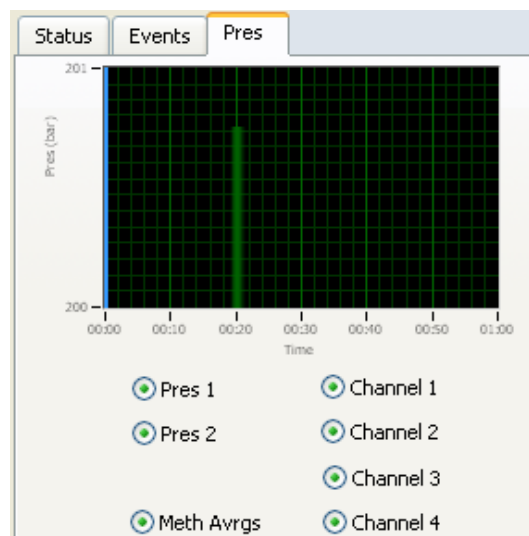 Status Events Pres
201
Pres (bar)
200
00:00 00:10 00:20 00:30 00:40 00:50 01:00
Time
Pres 1 Channel 1
Pres 2 Channel 2
Channel 3
Meth Avrgs Channel 4